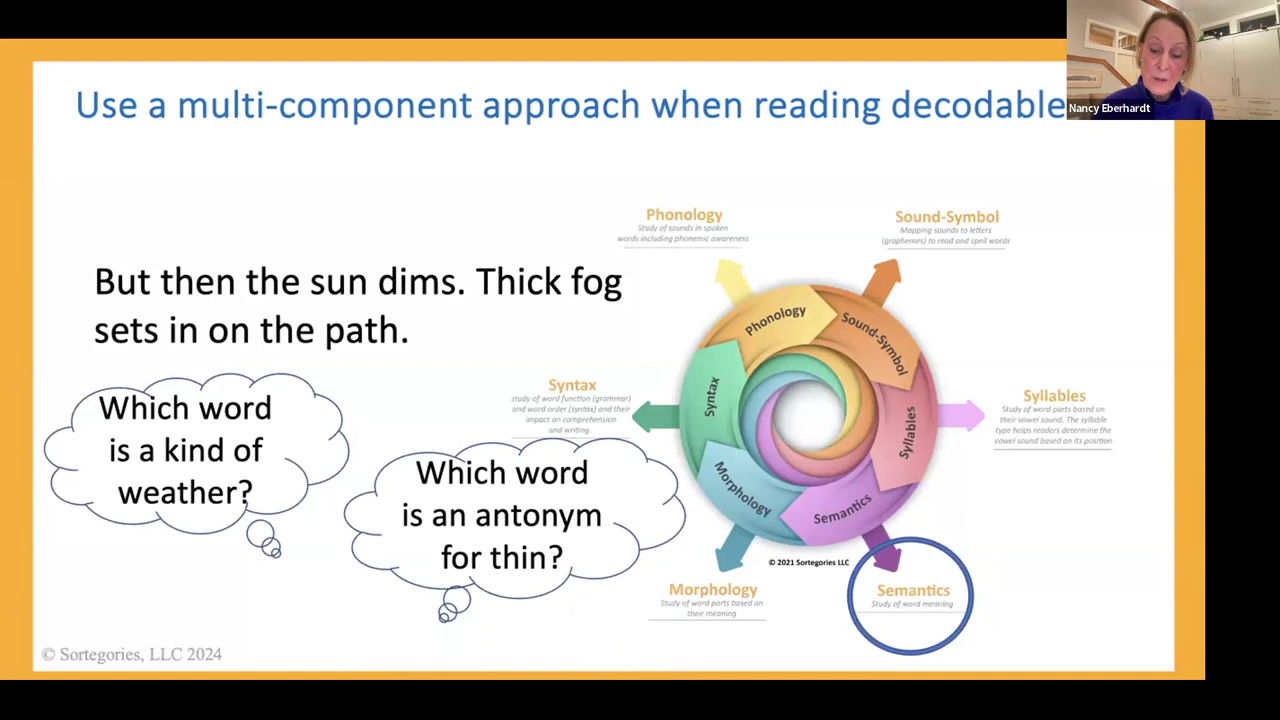 Use a multi-component approach when reading decodable
Nancy Eberhardt
But then the sun dims. Thick fog
sets in on the path.
Which word
is a kind of
weather?
Which word
is an antonym
for thin?
Phonology
Study of sounds in spoken
words including phonemic awareness
Sound-Symbol
Mapping sounds to letters
(graphemes) to read and spell words
Syntax
study of word function (grammar)
and word order (syntax) and their
impact on comprehension
and writing.
Syllables
Study of word parts based on
their vowel sound. The syllable
type helps readers determine the
vowel sound based on its position
Phonology
Sound-Symbol
Syllables
Semantics
Morphology
Syntax
© 2021 Sortegories LLC
Morphology
Study of word parts based on
their meaning
Semantics
Study of word meaning
© Sortegories, LLC 2024